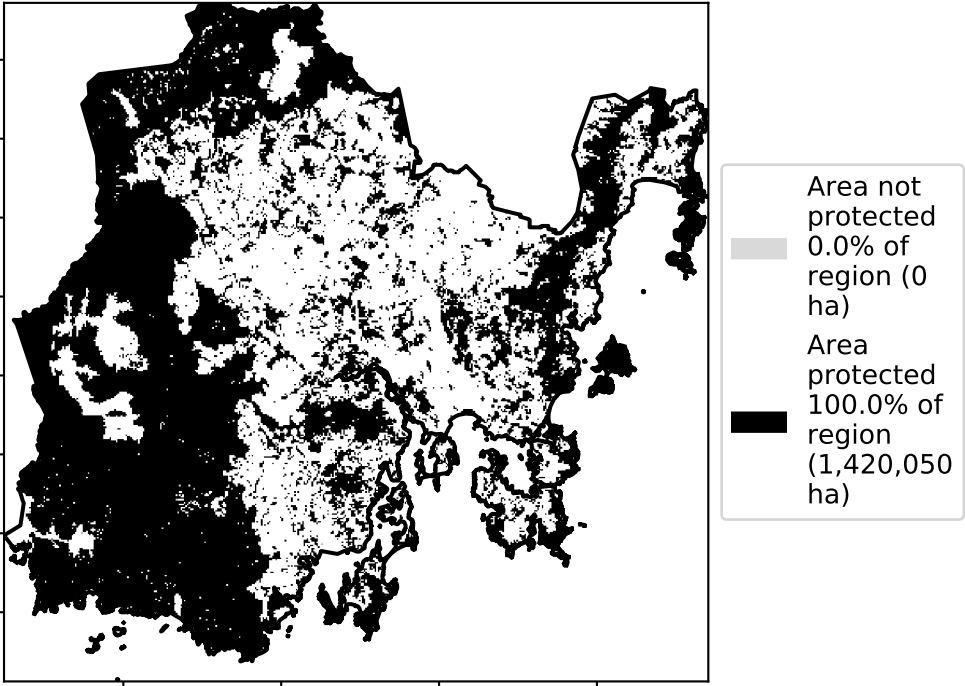 Area not
protected
0.0% of
region (0
ha)
Area
protected
100.0% of
region
(1,420,050
ha)